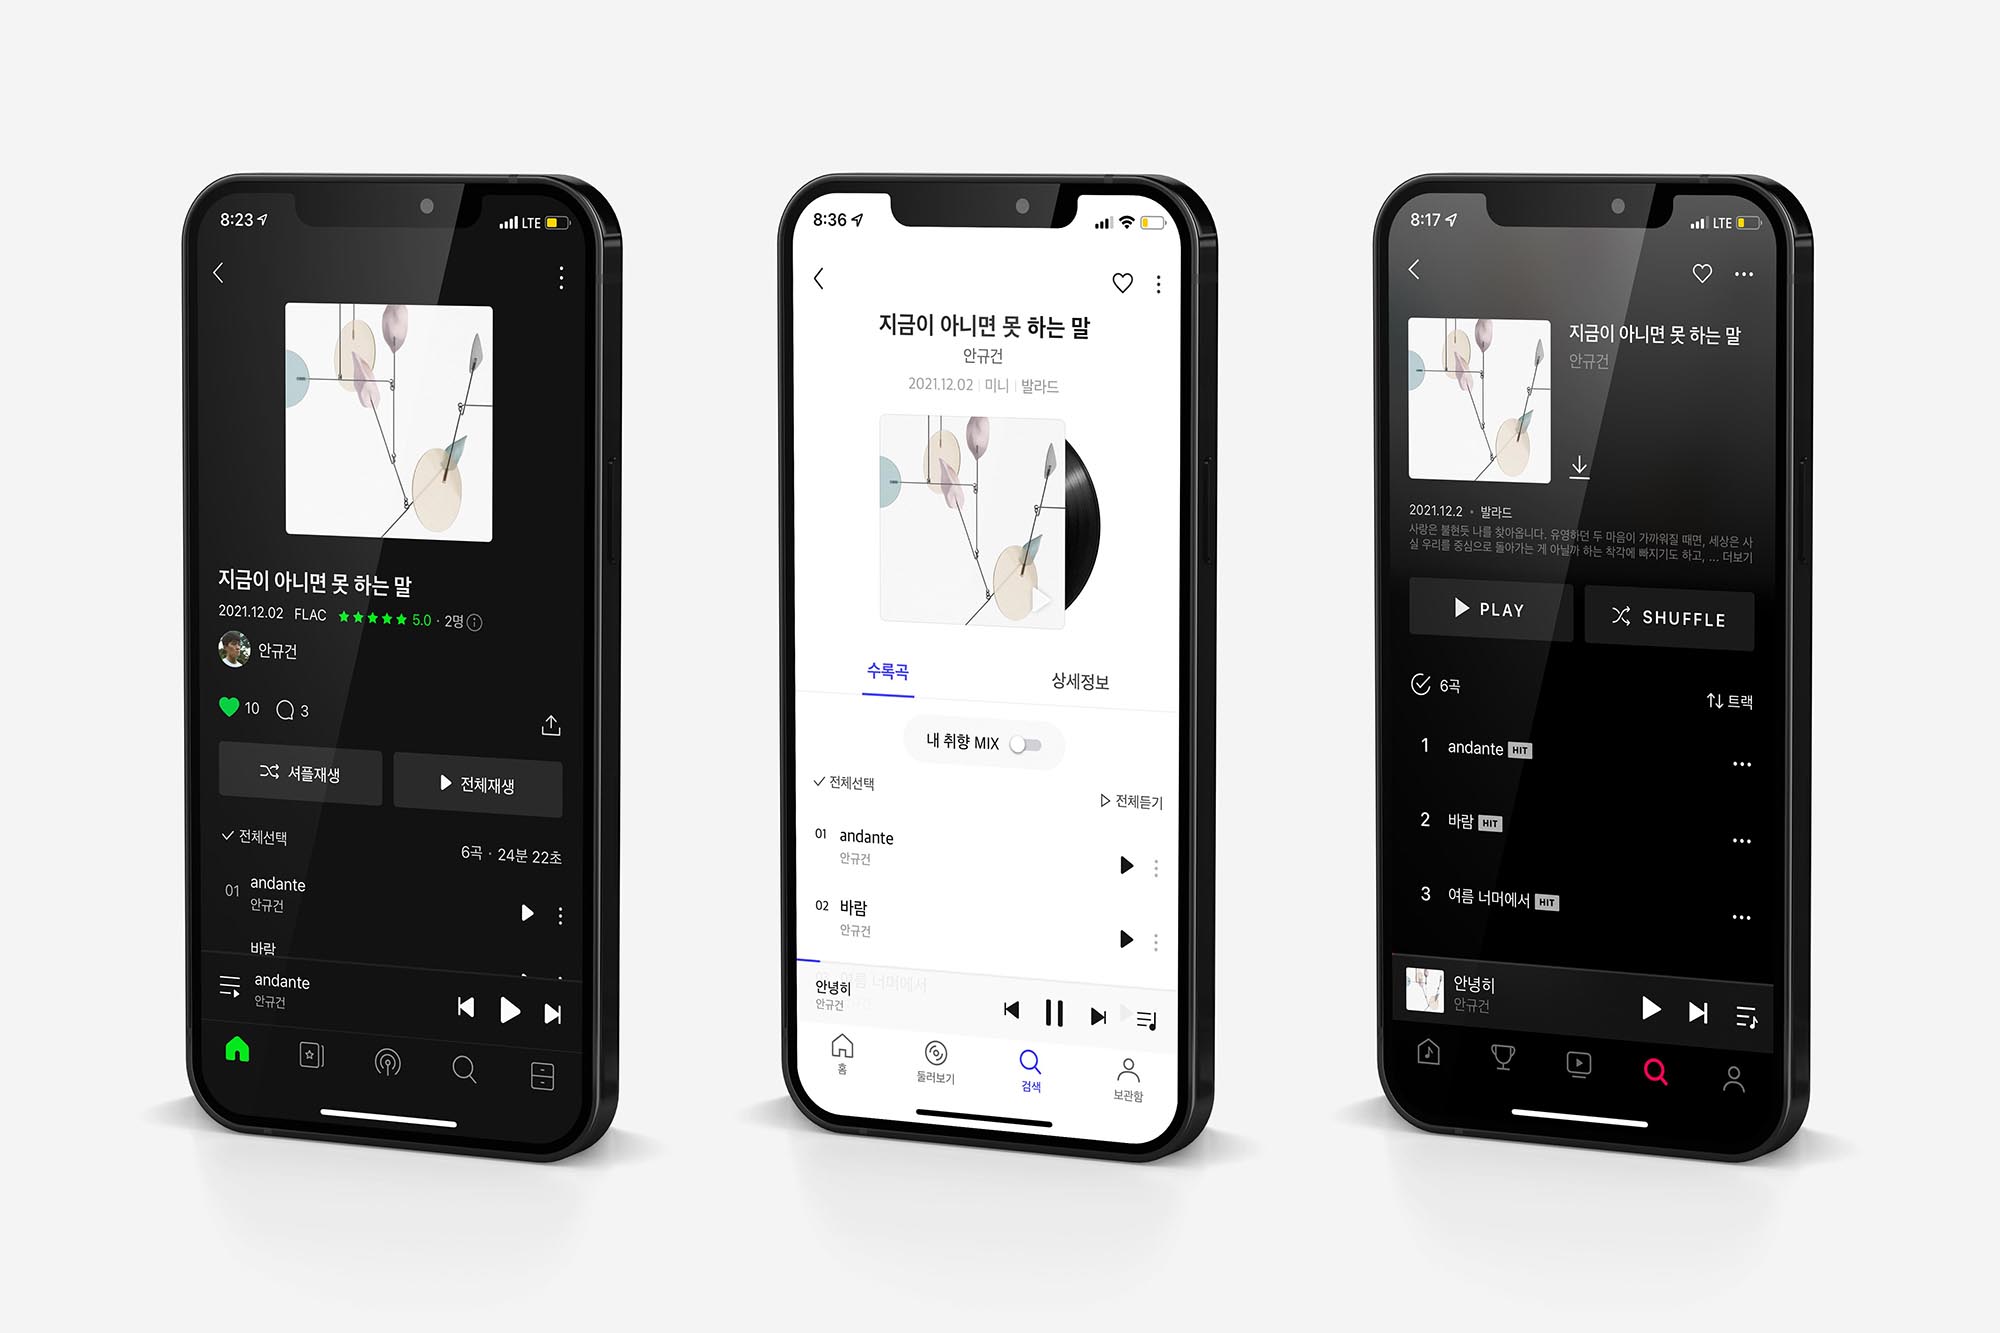 8:23
LTE
지금이 아니면 못 하는 말
2021.12.02 FLAC 5.0 · 2명
안규건
10 3
셔플재생
전체재생
전체선택
6곡 · 24분 22초
01 andante
안규건
바람
andante
안규건
8:36
지금이 아니면 못 하는 말
안규건
2021.12.02 | 미니 | 발라드
수록곡
상세정보
내 취향 MIX
전체선택
전체듣기
01 andante
안규건
02 바람
안규건
03 여름 너머에서
안녕히
안규건
홈
둘러보기
검색
보관함
8:17
LTE
지금이 아니면 못 하는 말
안규건
2021.12.2 • 발라드
사랑은 불현듯 나를 찾아옵니다. 유영하던 두 마음이 가까워질 때면, 세상은 사
실 우리를 중심으로 돌아가는 게 아닐까 하는 착각에 빠지기도 하고, ... 더보기
PLAY
SHUFFLE
6곡
트랙
1 andante HIT
2 바람 HIT
3 여름 너머에서 HIT
안녕히
안규건